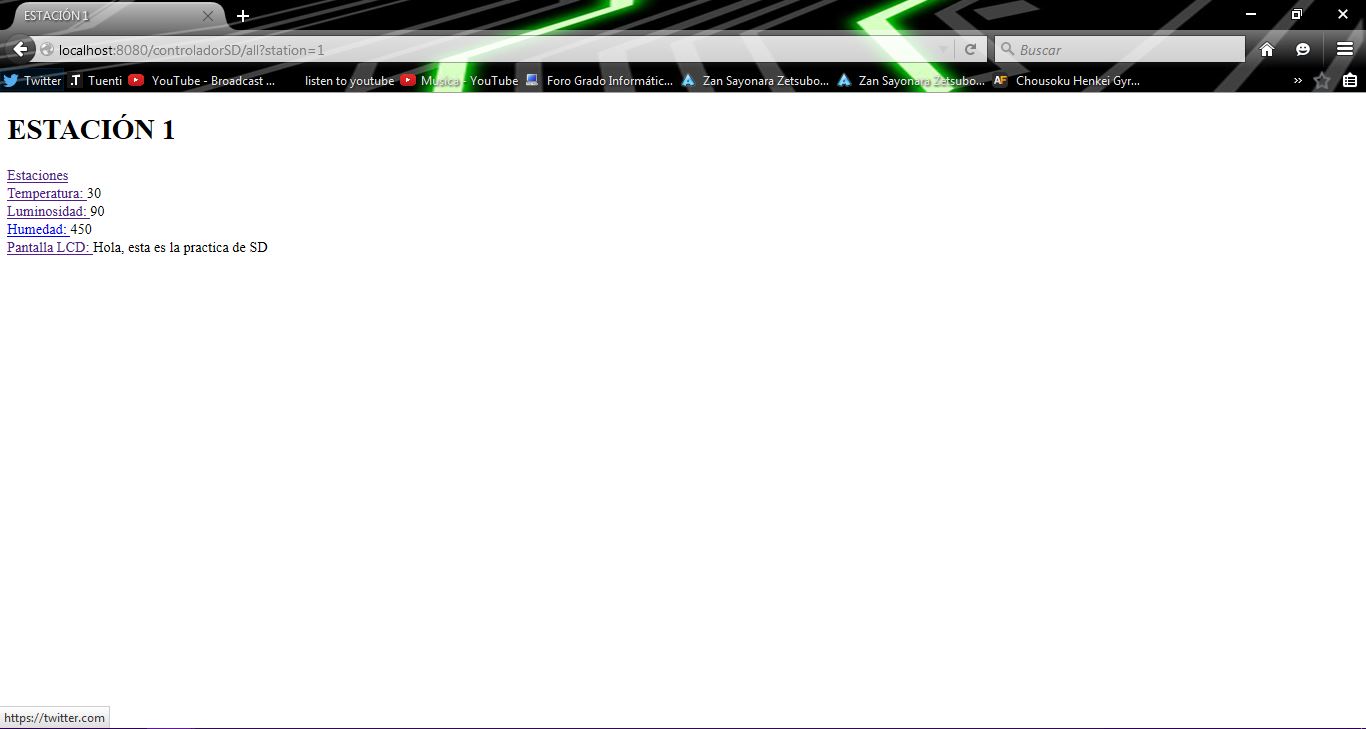 ESTACIÓN 1
localhost:8080/controladorSD/all?station=1
Buscar
Twitter
.T Tuenti
YouTube - Broadcast ...
listen to youtube
Musica - YouTube
Foro Grado Informátic...
Zan Sayonara Zetsubo...
Zan Sayonara Zetsubo...
AF Chousoku Henkei Gyr...
»
ESTACIÓN 1
Estaciones
Temperatura: 30
Luminosidad: 90
Humedad: 450
Pantalla LCD: Hola, esta es la practica de SD
https://twitter.com